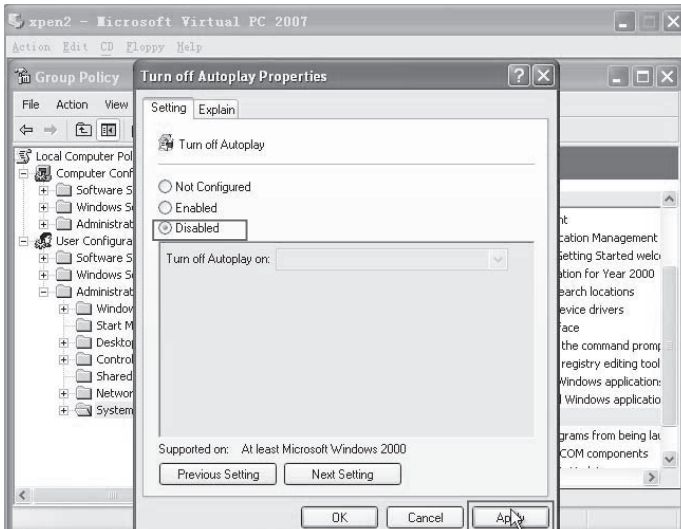 xpen2 - Microsoft Virtual PC 2007
Action Edit CD Floppy Help
Group Policy
File Action View
Local Computer Pol
Computer Conf
Software S
Windows S
Administrat
User Configura
Software S
Windows S
Administrat
Window
Start M
Deskto
Control
Shared
Networ
System
Turn off Autoplay Properties
Setting Explain
Turn off Autoplay
Not Configured
Enabled
Disabled
Turn off Autoplay on:
Supported on: At least Microsoft Windows 2000
Previous Setting Next Setting
OK Cancel Apply
nt
cation Management
Getting Started welc
ation for Year 2000
earch locations
evice drivers
face
the command promp
registry editing tool
Windows application
Windows applicatio
grams from being lau
COM components